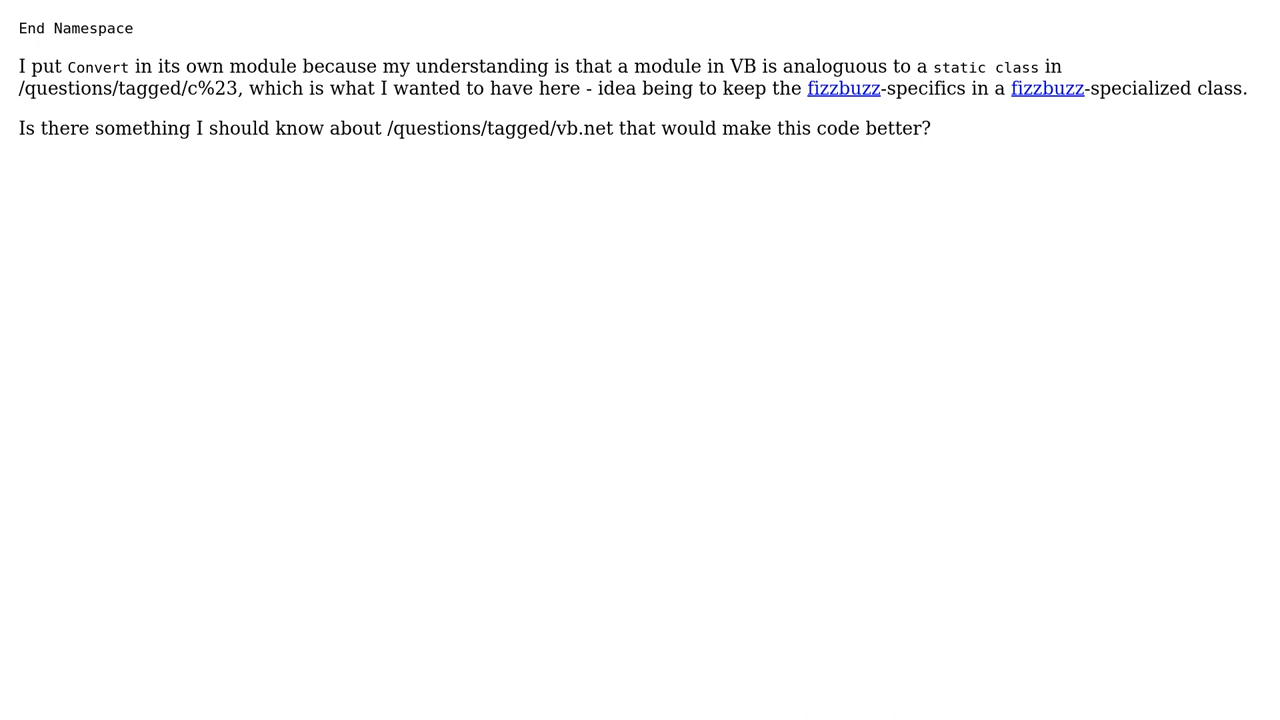 End Namespace
I put Convert in its own module because my understanding is that a module in VB is analoguous to a static class in
/questions/tagged/c%23, which is what I wanted to have here - idea being to keep the fizzbuzz-specifics in a fizzbuzz-specialized class.
Is there something I should know about /questions/tagged/vb.net that would make this code better?